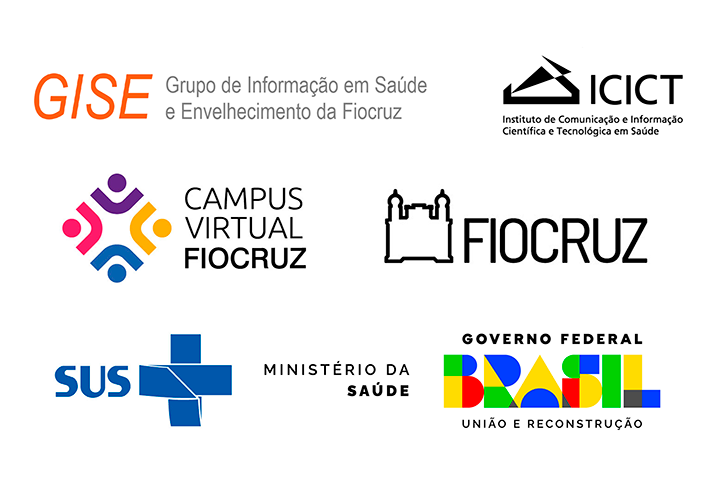 GISE
Grupo de Informação em Saúde
e Envelhecimento da Fiocruz
ICICT
Instituto de Comunicação e Informação
Científica e Tecnológica em Saúde
CAMPUS
VIRTUAL
FIOCRUZ
FIOCRUZ
SUS
MINISTÉRIO DA
SAÚDE
GOVERNO FEDERAL
BRASIL
UNIÃO E RECONSTRUÇÃO